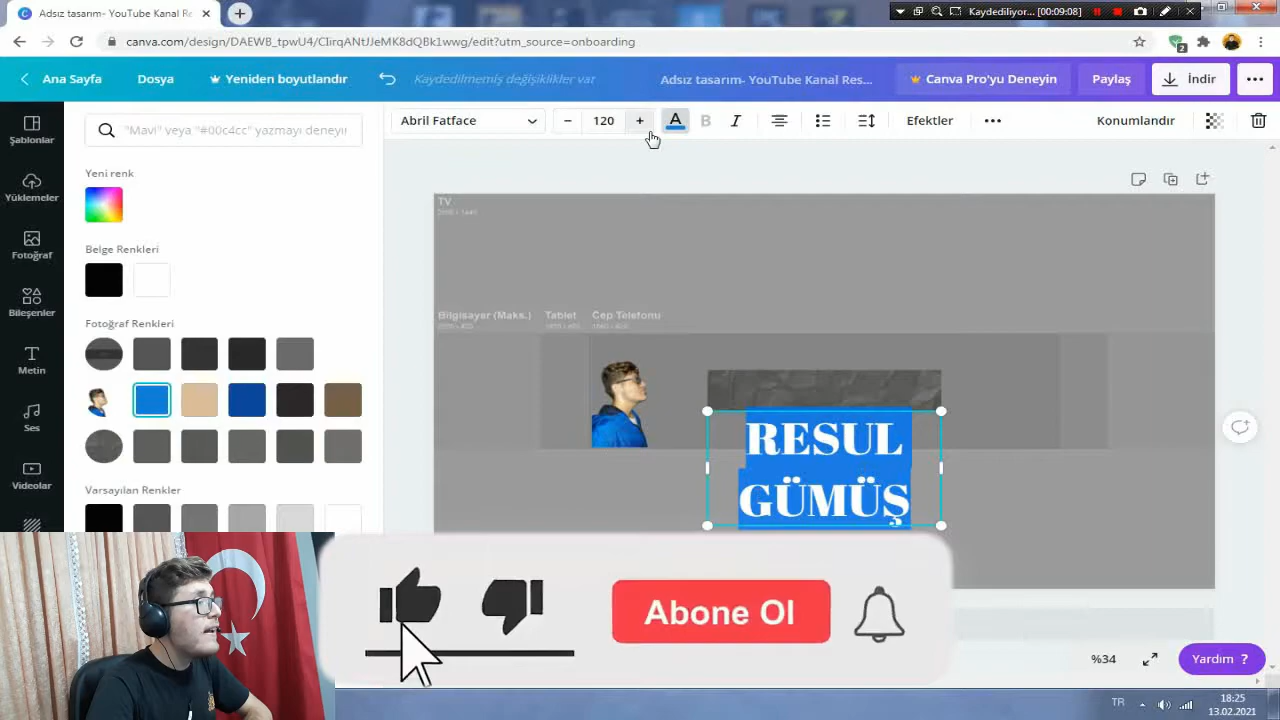 Adsız tasarım- YouTube Kanal Re
Kaydediliyor... [00:09:08]
canva.com/design/DAEWB_tpwU4/ClirqANtJJeMK8dQBk1wwg/edit?utm_source=onboarding
2
Ana Sayfa
Dosya
Yeniden boyutlandır
Kaydedilmemiş değişiklikler var
Adsız tasarım- YouTube Kanal Res...
Canva Pro'yu Deneyin
Paylaş
İndir
Şablonlar
Yüklemeler
Fotoğraf
Bileşenler
Metin
Ses
Videolar
"Mavi" veya "#00c4cc" yazmayı deneyin
Yeni renk
Belge Renkleri
Fotoğraf Renkleri
Varsayılan Renkler
Abril Fatface
120
A
B
I
Efektler
Konumlandır
TV
Bilgisayar (Maks.)
Tablet
Cep Telefonu
RESUL
GÜMÜŞ
Abone Ol
%34
Yardım ?
TR
18:25
13.02.2021